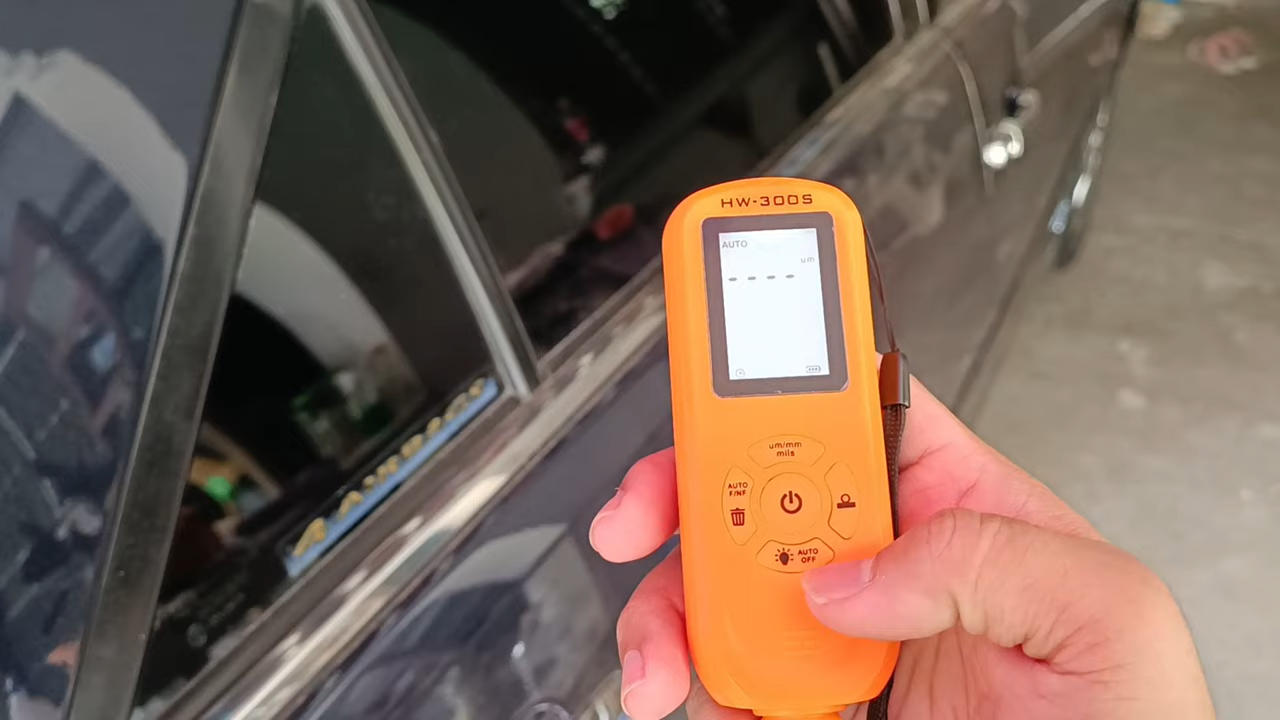 HW-300S
AUTO
um
- - - -
um/mm
mils
AUTO
F/NF
AUTO
OFF